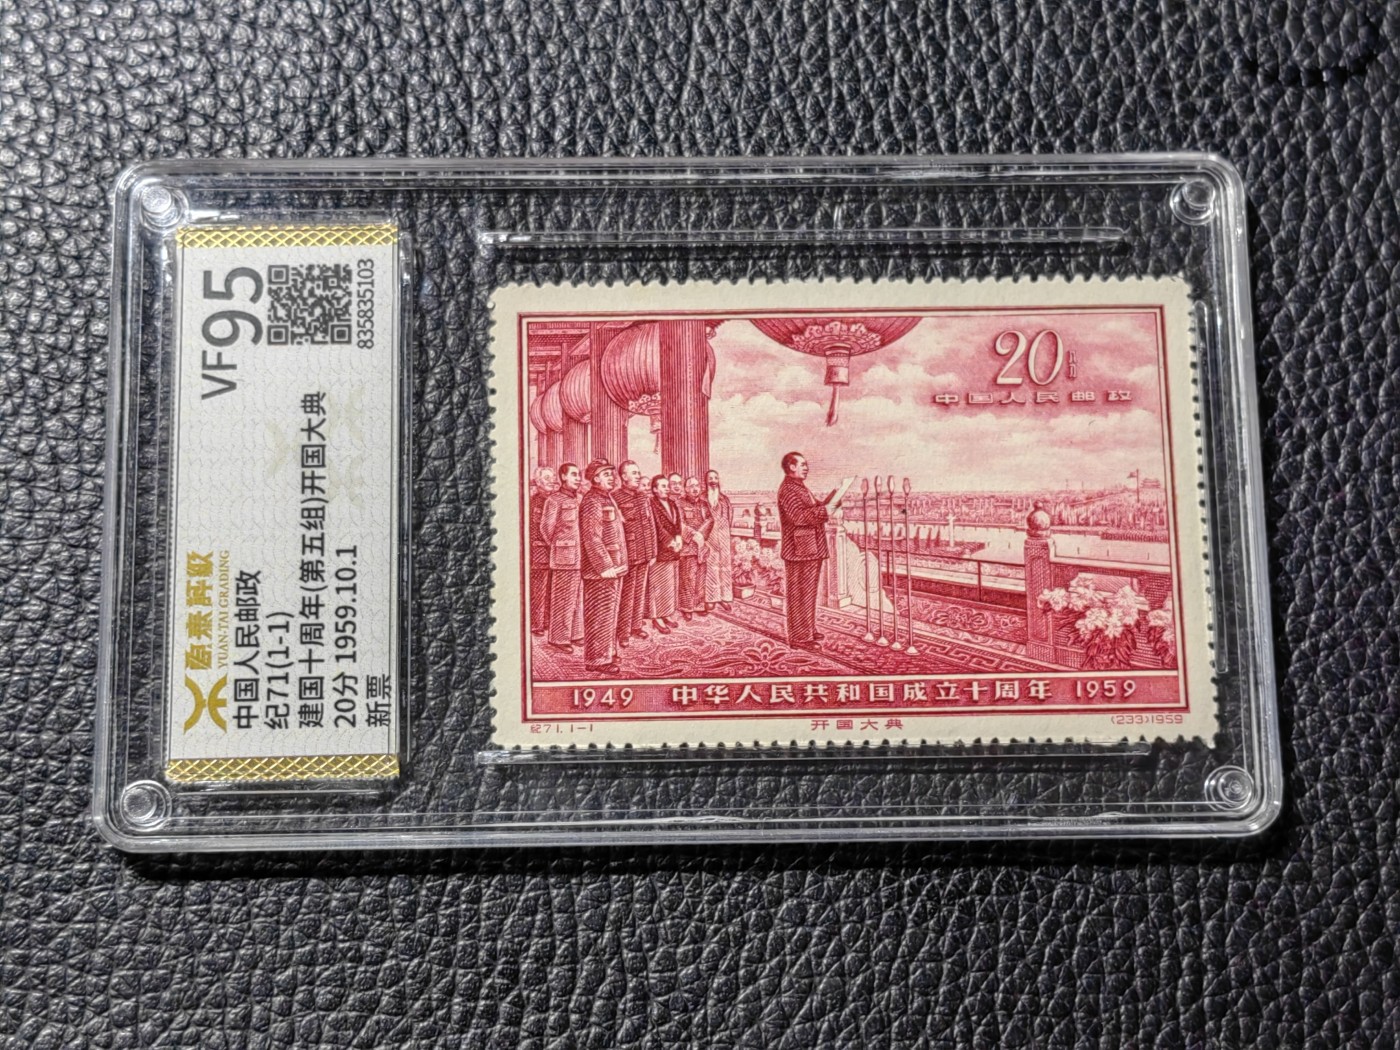 VF95
835835103
源泰評級
YUAN-TAI GRADING
中国人民邮政
纪71(1-1)
建国十周年(第五组)开国大典
20分 1959.10.1
新票
20分
中国人民邮政
1949 中华人民共和国成立十周年 1959
纪71.1-1 开国大典 (233)1959